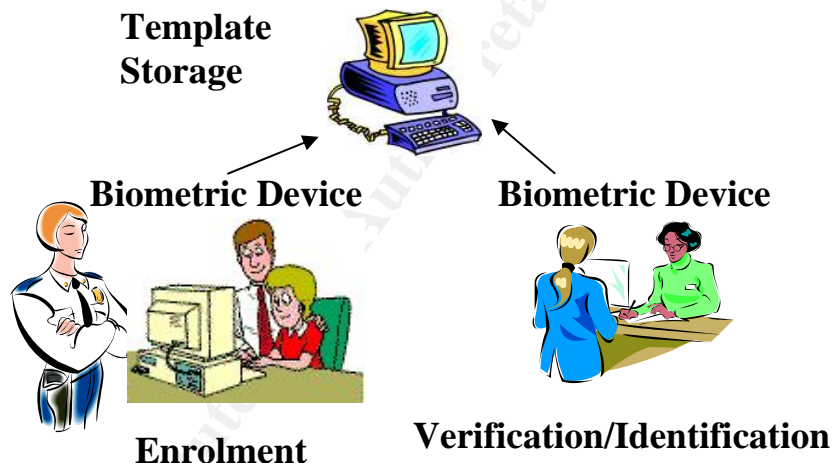 Template
Storage
Biometric Device
Biometric Device
Enrolment
Verification/Identification